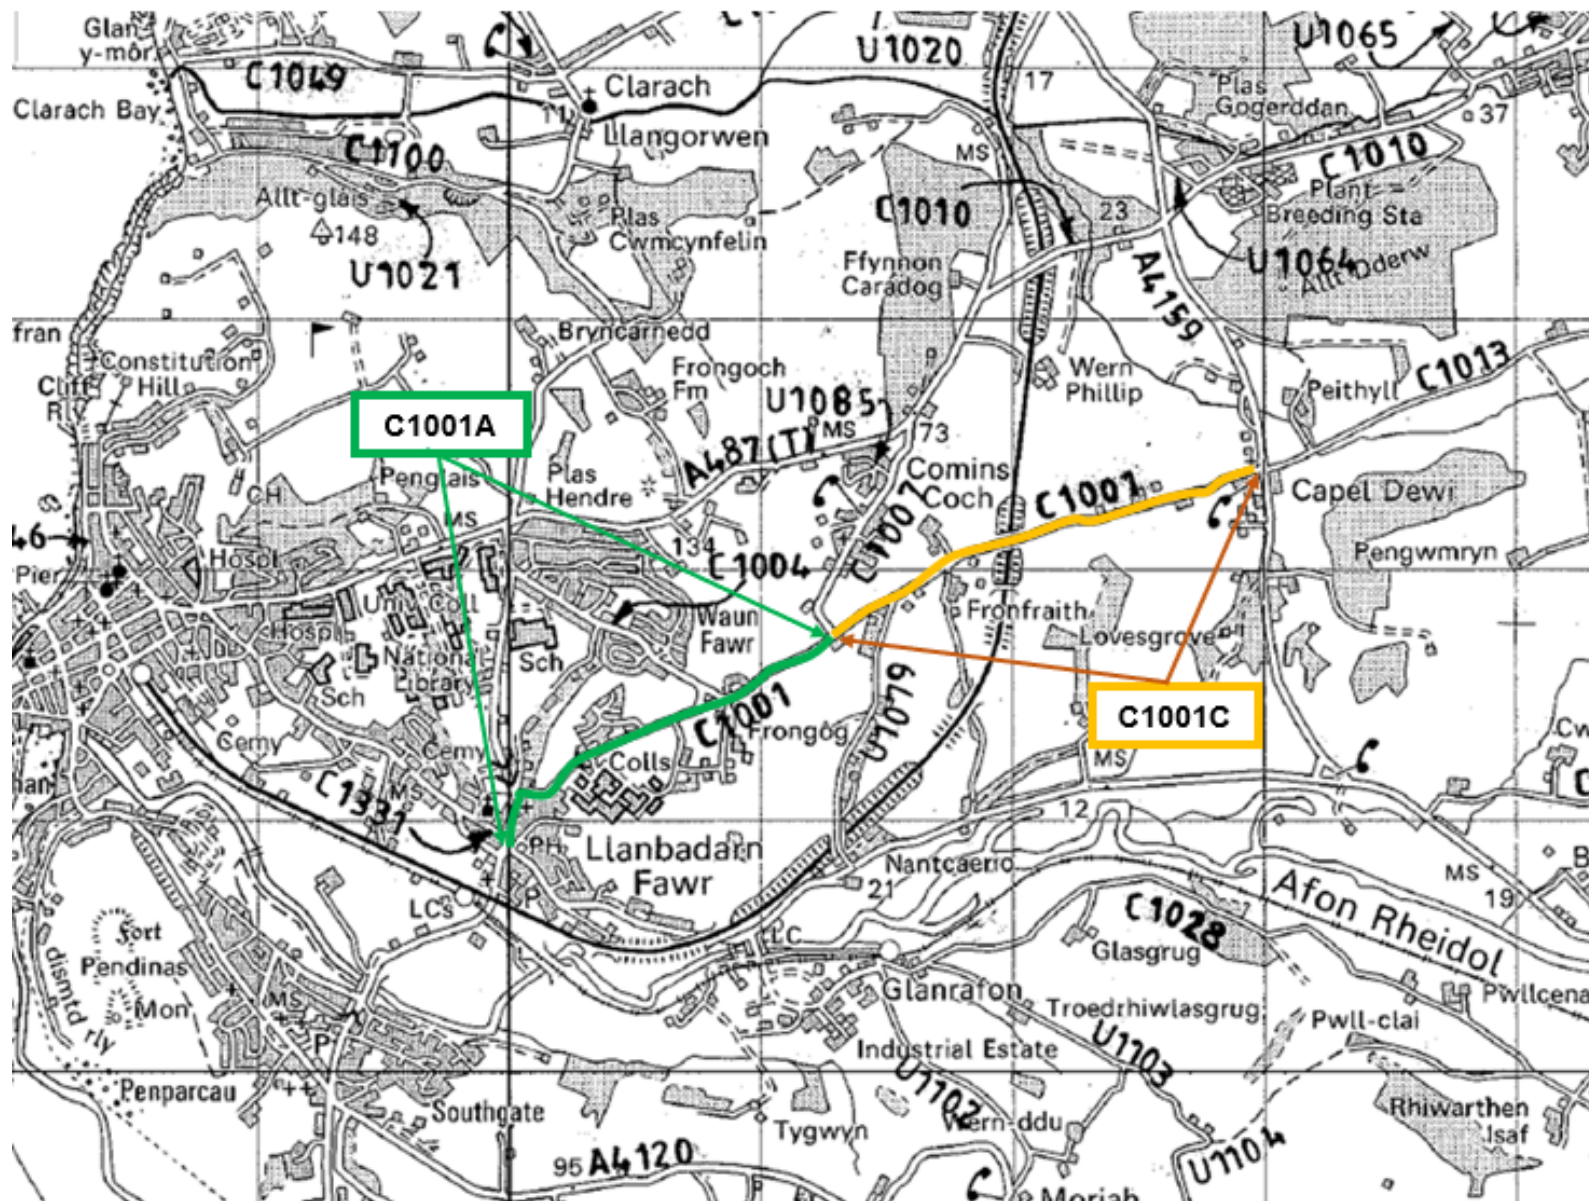 Glan
y-môr
C1049
Clarach Bay
C1100
Allt-glais
148
U1021
11
Clarach
Llangorwen
Plas
Cwmcynfelin
U1020
17
MS
C1010
Ffynnon
Caradog
23
U1065
Plas
Gogerddan
37
C1010
Plant
Breeding Sta
U1064
Allt Dderw
A4159
fran
Constitution
Hill
Cliff
Rly
Bryncarnedd
Frongoch
Fm
U1085
MS
73
A487(T)
Wern
Phillip
Peithyll
C1013
C1001A
Penglais
CH
Plas
Hendre
MS
Comins
Coch
C1007
C1001
Capel Dewi
Pengwmryn
46
Pier
Hospl
134
C1004
Univ Coll
Hospl
National
Library
Sch
Sch
Waun
Fawr
Fronfraith
Lovesgrove
C1001C
C1001
Frongôg
U1079
Cemy
Cemy
Colls
MS
C1331
PH
Llanbadarn
Fawr
P
LCs
MS
12
Nantcaerio
21
LC
MS
19
Afon Rheidol
C1028
Glasgrug
Fort
Pendinas
Mon
dismtd rly
MS
P
Penparcau
Southgate
Glanrafon
Industrial Estate
Troedrhiwlasgrug
U1103
Pwll-clai
Pwllcena
U1102
Wern-ddu
Tygwyn
Rhiwarthen
Isaf
U1104
95
A4120
Moriah